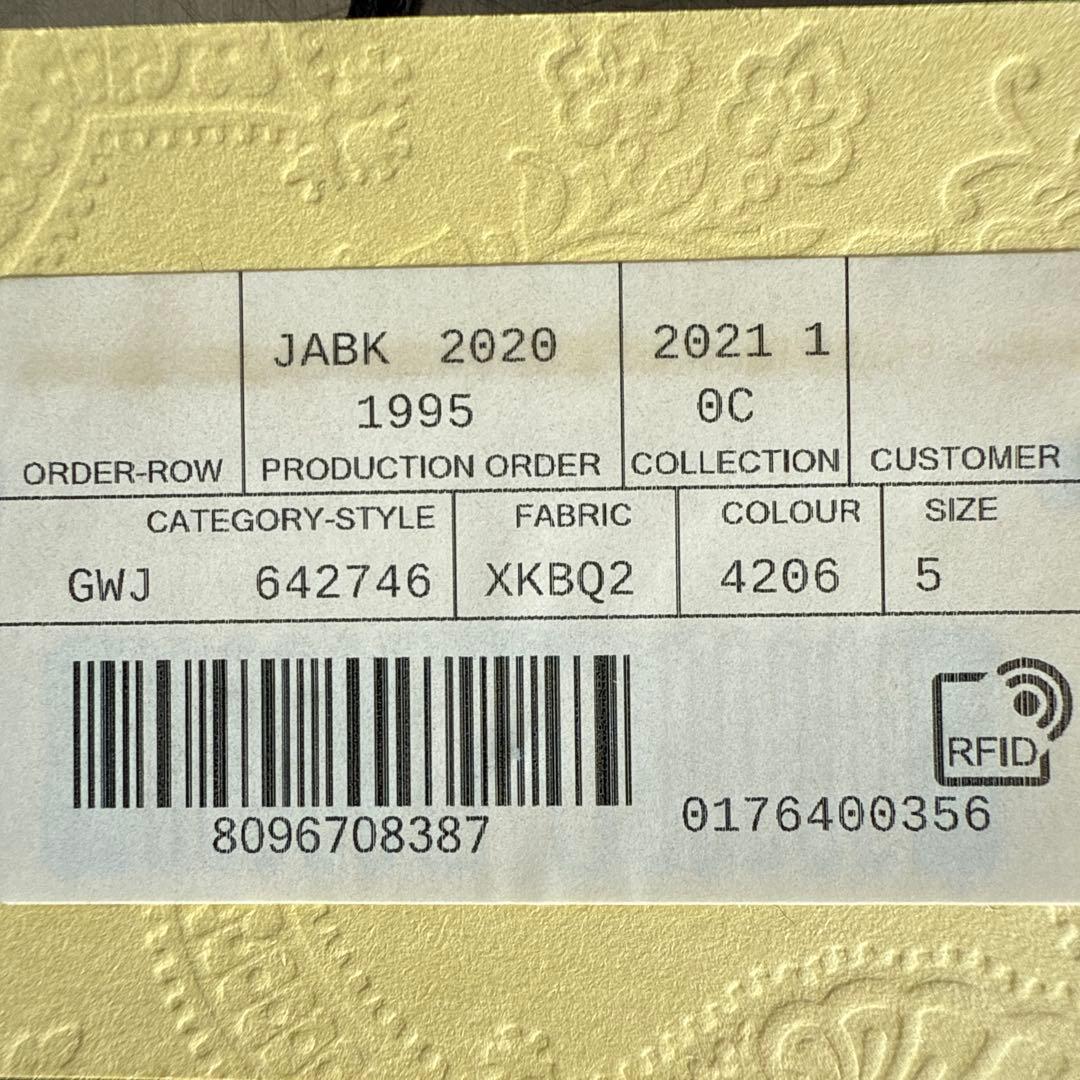 JABK 2020 2021 1
1995 0C
ORDER-ROW PRODUCTION ORDER COLLECTION CUSTOMER
CATEGORY-STYLE FABRIC COLOUR SIZE
GWJ 642746 XKBQ2 4206 5
RFID
8096708387 0176400356